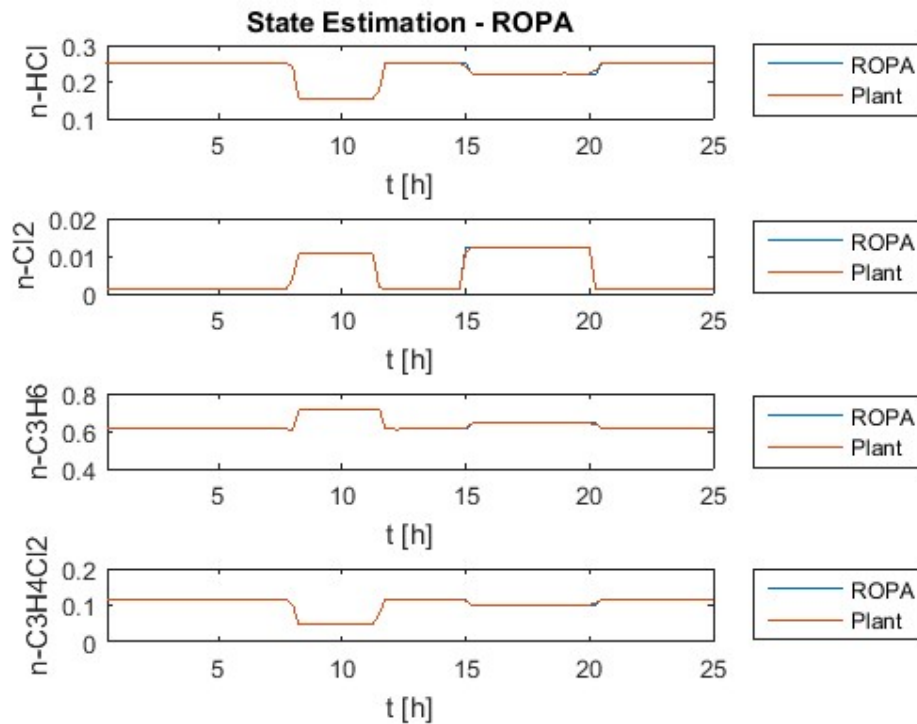 State Estimation - ROPA
n-HCl
0.3
0.2
0.1
5 10 15 20 25
t [h]
ROPA
Plant
n-Cl2
0.02
0.01
0
5 10 15 20 25
t [h]
ROPA
Plant
n-C3H6
0.8
0.6
0.4
5 10 15 20 25
t [h]
ROPA
Plant
n-C3H4Cl2
0.2
0.1
0
5 10 15 20 25
t [h]
ROPA
Plant